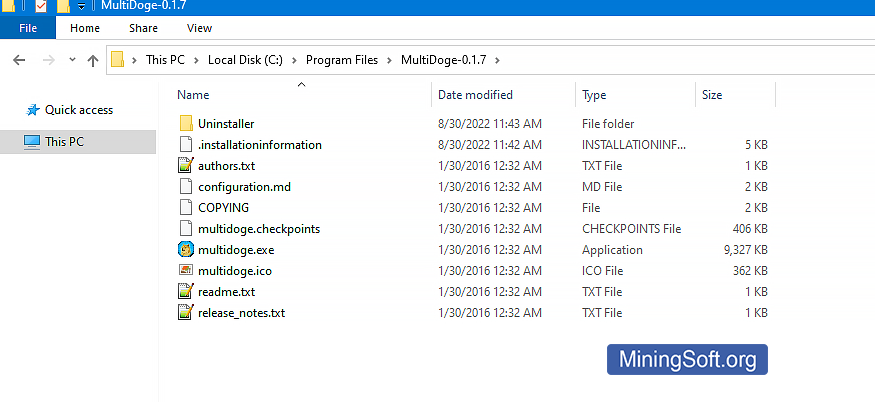 MultiDoge-0.1.7
File Home Share View
This PC > Local Disk (C:) > Program Files > MultiDoge-0.1.7 >
Name Date modified Type Size
Quick access
This PC
Uninstaller 8/30/2022 11:43 AM File folder
.installationinformation 8/30/2022 11:42 AM INSTALLATIONINF... 5 KB
authors.txt 1/30/2016 12:32 AM TXT File 1 KB
configuration.md 1/30/2016 12:32 AM MD File 2 KB
COPYING 1/30/2016 12:32 AM File 2 KB
multidoge.checkpoints 1/30/2016 12:32 AM CHECKPOINTS File 406 KB
multidoge.exe 1/30/2016 12:32 AM Application 9,327 KB
multidoge.ico 1/30/2016 12:32 AM ICO File 362 KB
readme.txt 1/30/2016 12:32 AM TXT File 1 KB
release_notes.txt 1/30/2016 12:32 AM TXT File 1 KB
MiningSoft.org